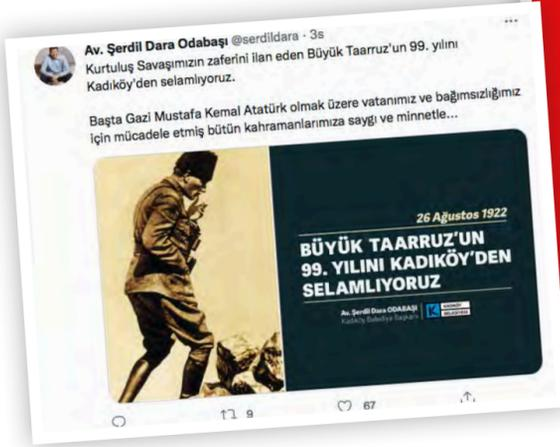 Av. Şerdil Dara Odabaşı @serdildara · 3s
Kurtuluş Savaşımızın zaferini ilan eden Büyük Taarruz'un 99. yılını
Kadıköy'den selamlıyoruz.
Başta Gazi Mustafa Kemal Atatürk olmak üzere vatanımız ve bağımsızlığımız
için mücadele etmiş bütün kahramanlarımıza saygı ve minnetle...
26 Ağustos 1922
BÜYÜK TAARRUZ'UN
99. YILINI KADIKÖY'DEN
SELAMLIYORUZ
Av. Şerdil Dara ODABAŞI
Kadıköy Belediye Başkanı
K KADIKÖY
BELEDİYESİ
9 67